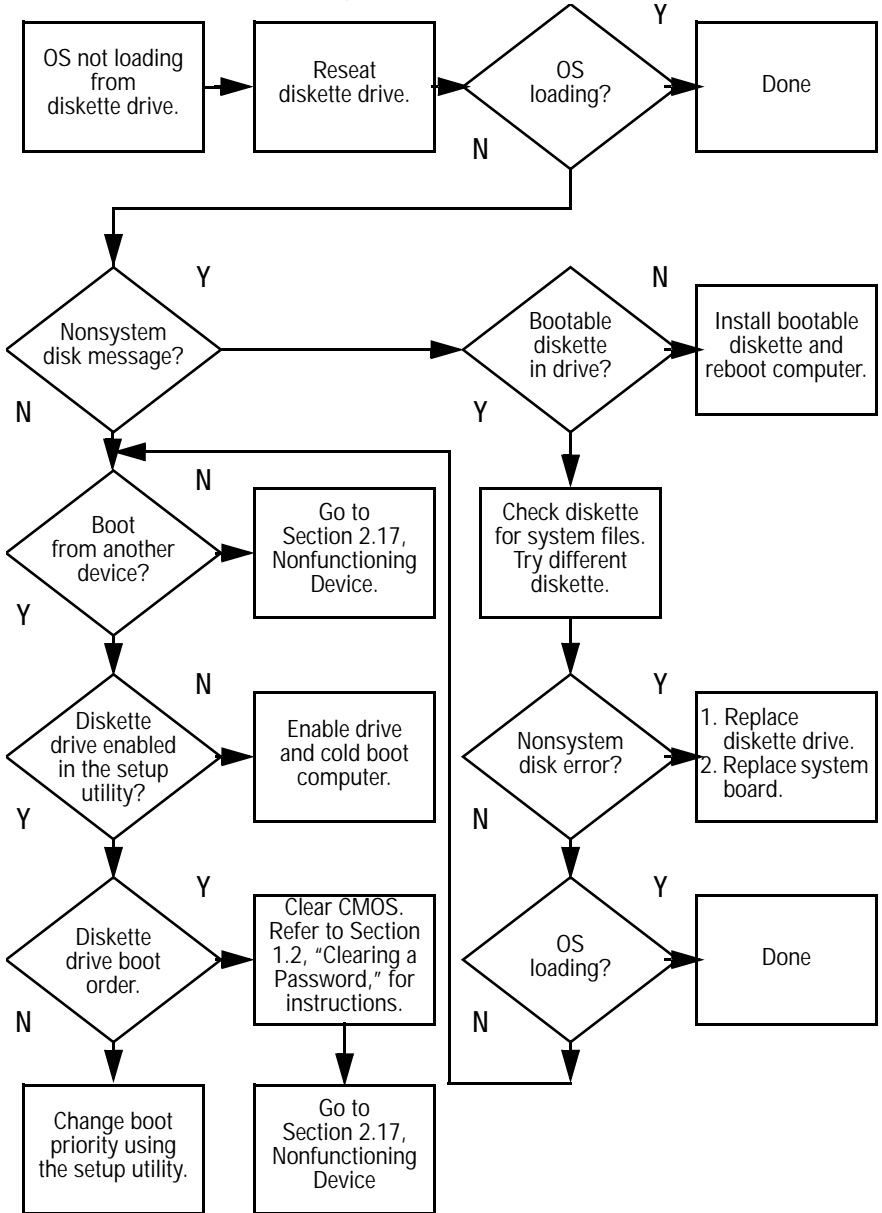 OS not loading
from
diskette drive.
Reseat
diskette drive.
OS
loading?
Y
Done
N
Nonsystem
disk message?
Y
Bootable
diskette
in drive?
N
Install bootable
diskette and
reboot computer.
N
Y
Boot
from another
device?
N
Go to
Section 2.17,
Nonfunctioning
Device.
Check diskette
for system files.
Try different
diskette.
Y
Diskette
drive enabled
in the setup
utility?
N
Enable drive
and cold boot
computer.
Nonsystem
disk error?
Y
1. Replace
diskette drive.
2. Replace system
board.
Y
N
Diskette
drive boot
order.
Y
Clear CMOS.
Refer to Section
1.2, “Clearing a
Password,” for
instructions.
OS
loading?
Y
Done
N
N
Change boot
priority using
the setup utility.
Go to
Section 2.17,
Nonfunctioning
Device